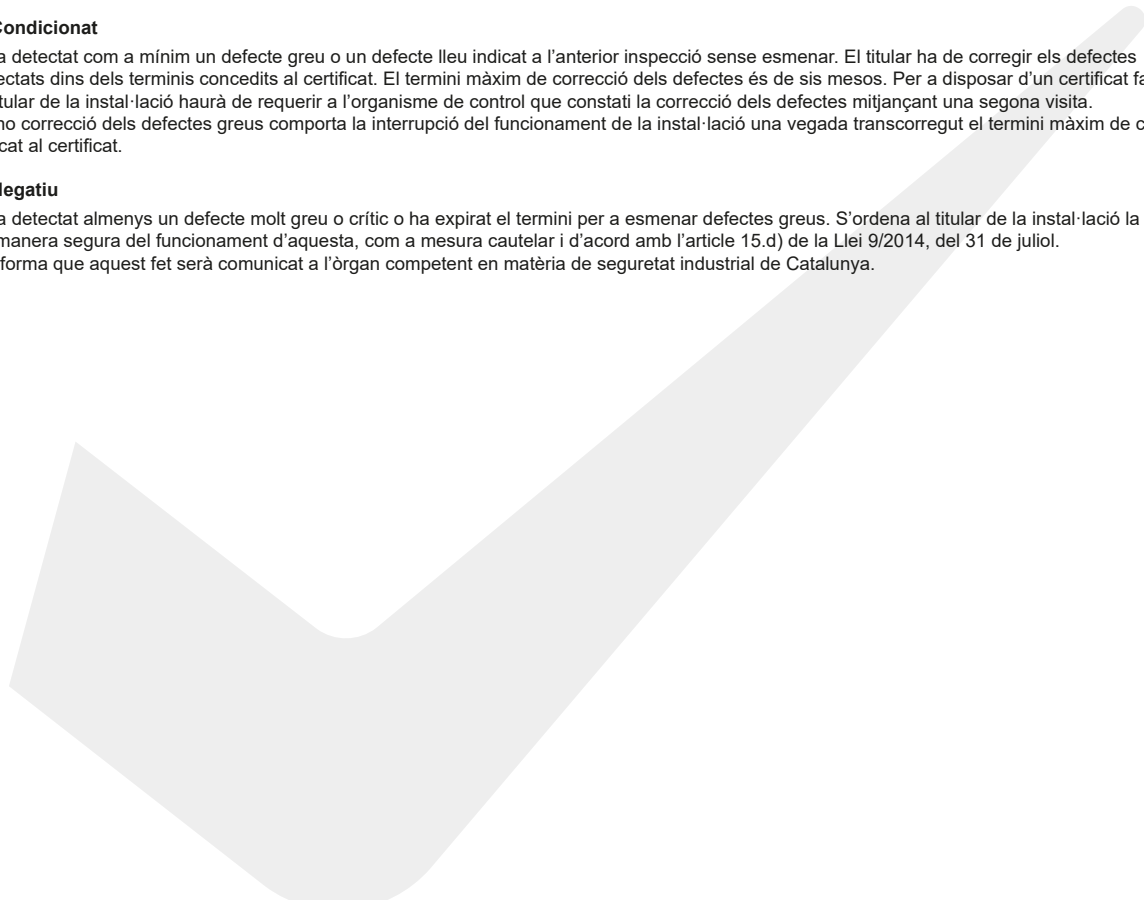 Condicionat
a detectat com a mínim un defecte greu o un defecte lleu indicat a l’anterior inspecció sense esmenar. El titular ha de corregir els defectes
ectats dins dels terminis concedits al certificat. El termini màxim de correcció dels defectes és de sis mesos. Per a disposar d’un certificat fa
tular de la instal·lació haurà de requerir a l’organisme de control que constati la correcció dels defectes mitjançant una segona visita.
no correcció dels defectes greus comporta la interrupció del funcionament de la instal·lació una vegada transcorregut el termini màxim de c
cat al certificat.
Negatiu
a detectat almenys un defecte molt greu o crític o ha expirat el termini per a esmenar defectes greus. S’ordena al titular de la instal·lació la
manera segura del funcionament d’aquesta, com a mesura cautelar i d’acord amb l’article 15.d) de la Llei 9/2014, del 31 de juliol.
forma que aquest fet serà comunicat a l’òrgan competent en matèria de seguretat industrial de Catalunya.